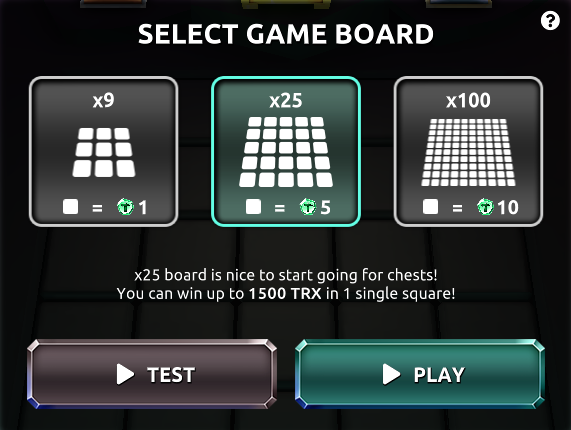 SELECT GAME BOARD
?
x9
x25
x100
= T 1
= T 5
= T 10
x25 board is nice to start going for chests!
You can win up to 1500 TRX in 1 single square!
TEST
PLAY